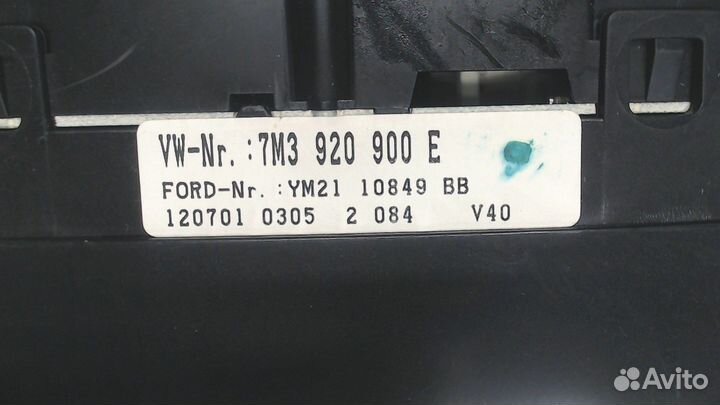 VW-Nr. :7M3 920 900 E
FORD-Nr. :YM21 10849 BB
120701 0305 2 084 V40
Avito